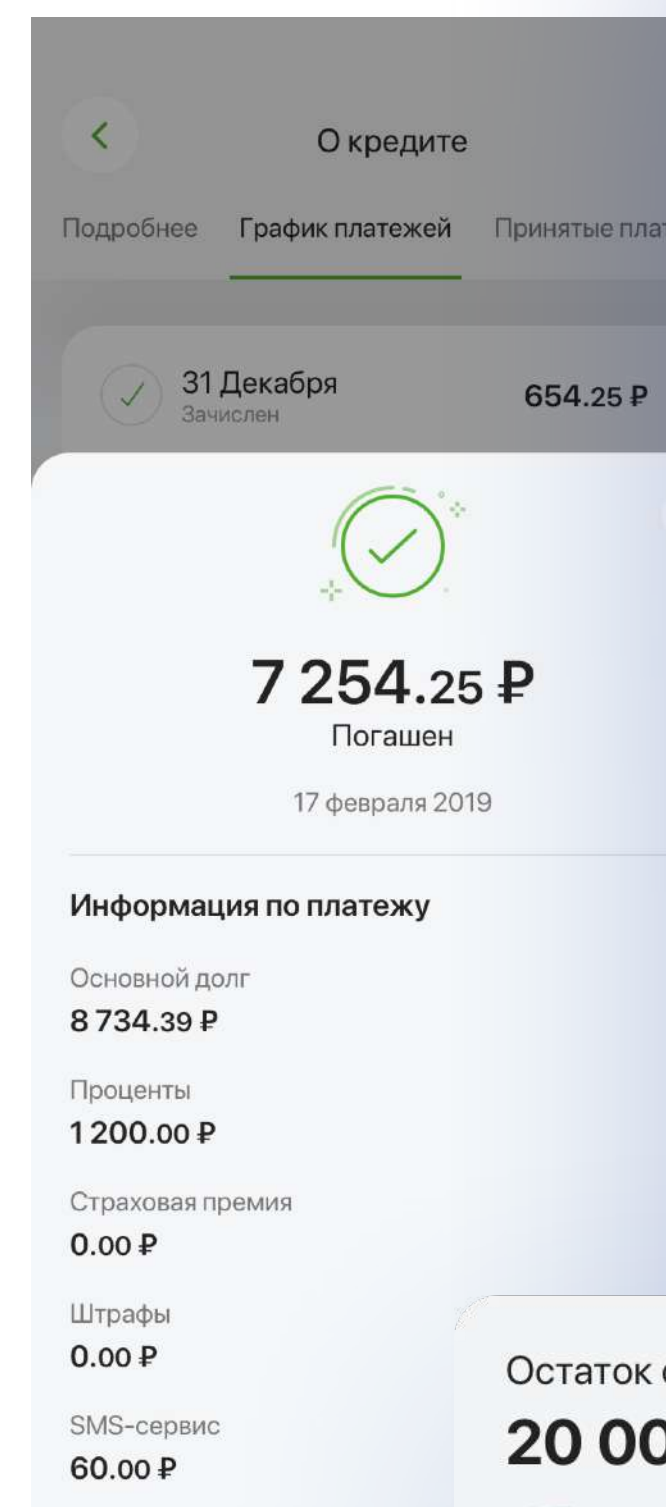 О кредите
Подробнее График платежей Принятые
31 Декабря 654.25 ₽
Зачислен
7 254.25 ₽
Погашен
17 февраля 2019
Информация по платежу
Основной долг
8 734.39 ₽
Проценты
1 200.00 ₽
Страховая премия
0.00 ₽
Штрафы
0.00 ₽
Остаток
SMS-сервис
20
60.00 ₽